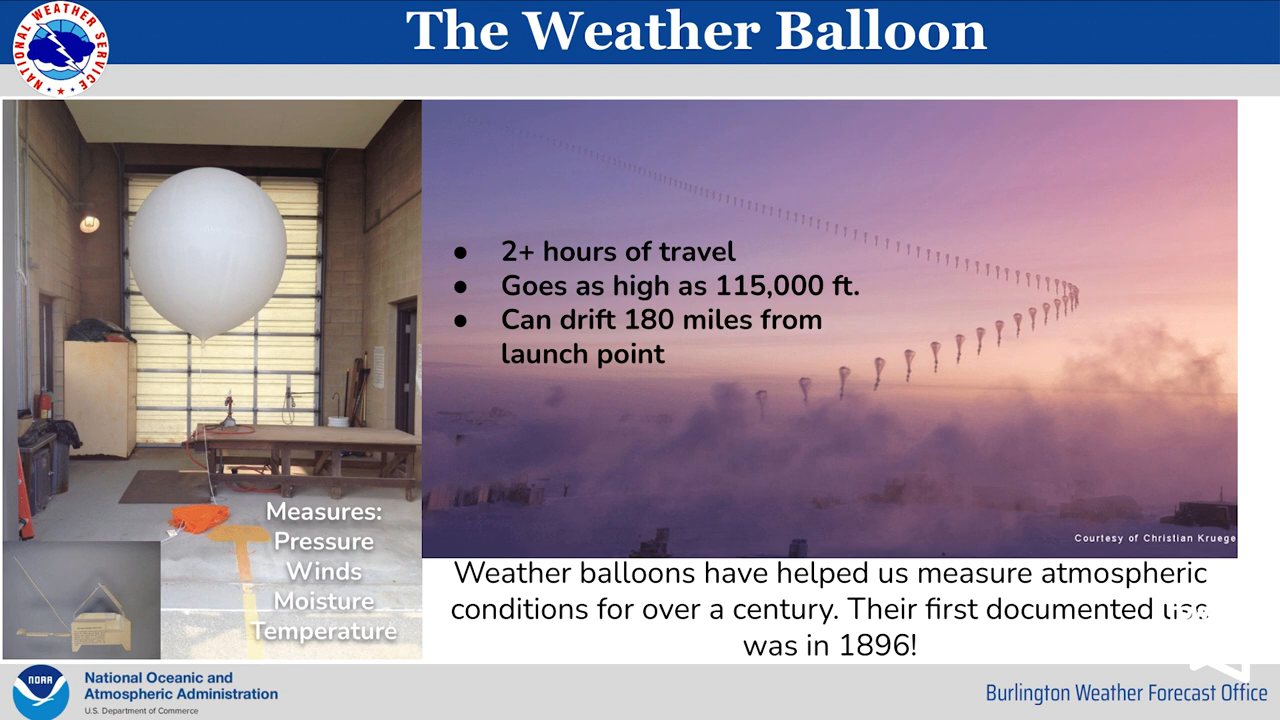 The Weather Balloon
NATIONAL WEATHER SERVICE
● 2+ hours of travel
● Goes as high as 115,000 ft.
● Can drift 180 miles from
launch point
Measures:
Pressure
Winds
Moisture
Temperature
Courtesy of Christian Kruege
Weather balloons have helped us measure atmospheric
conditions for over a century. Their first documented
was in 1896!
NOAA
National Oceanic and
Atmospheric Administration
U.S. Department of Commerce
Burlington Weather Forecast Office